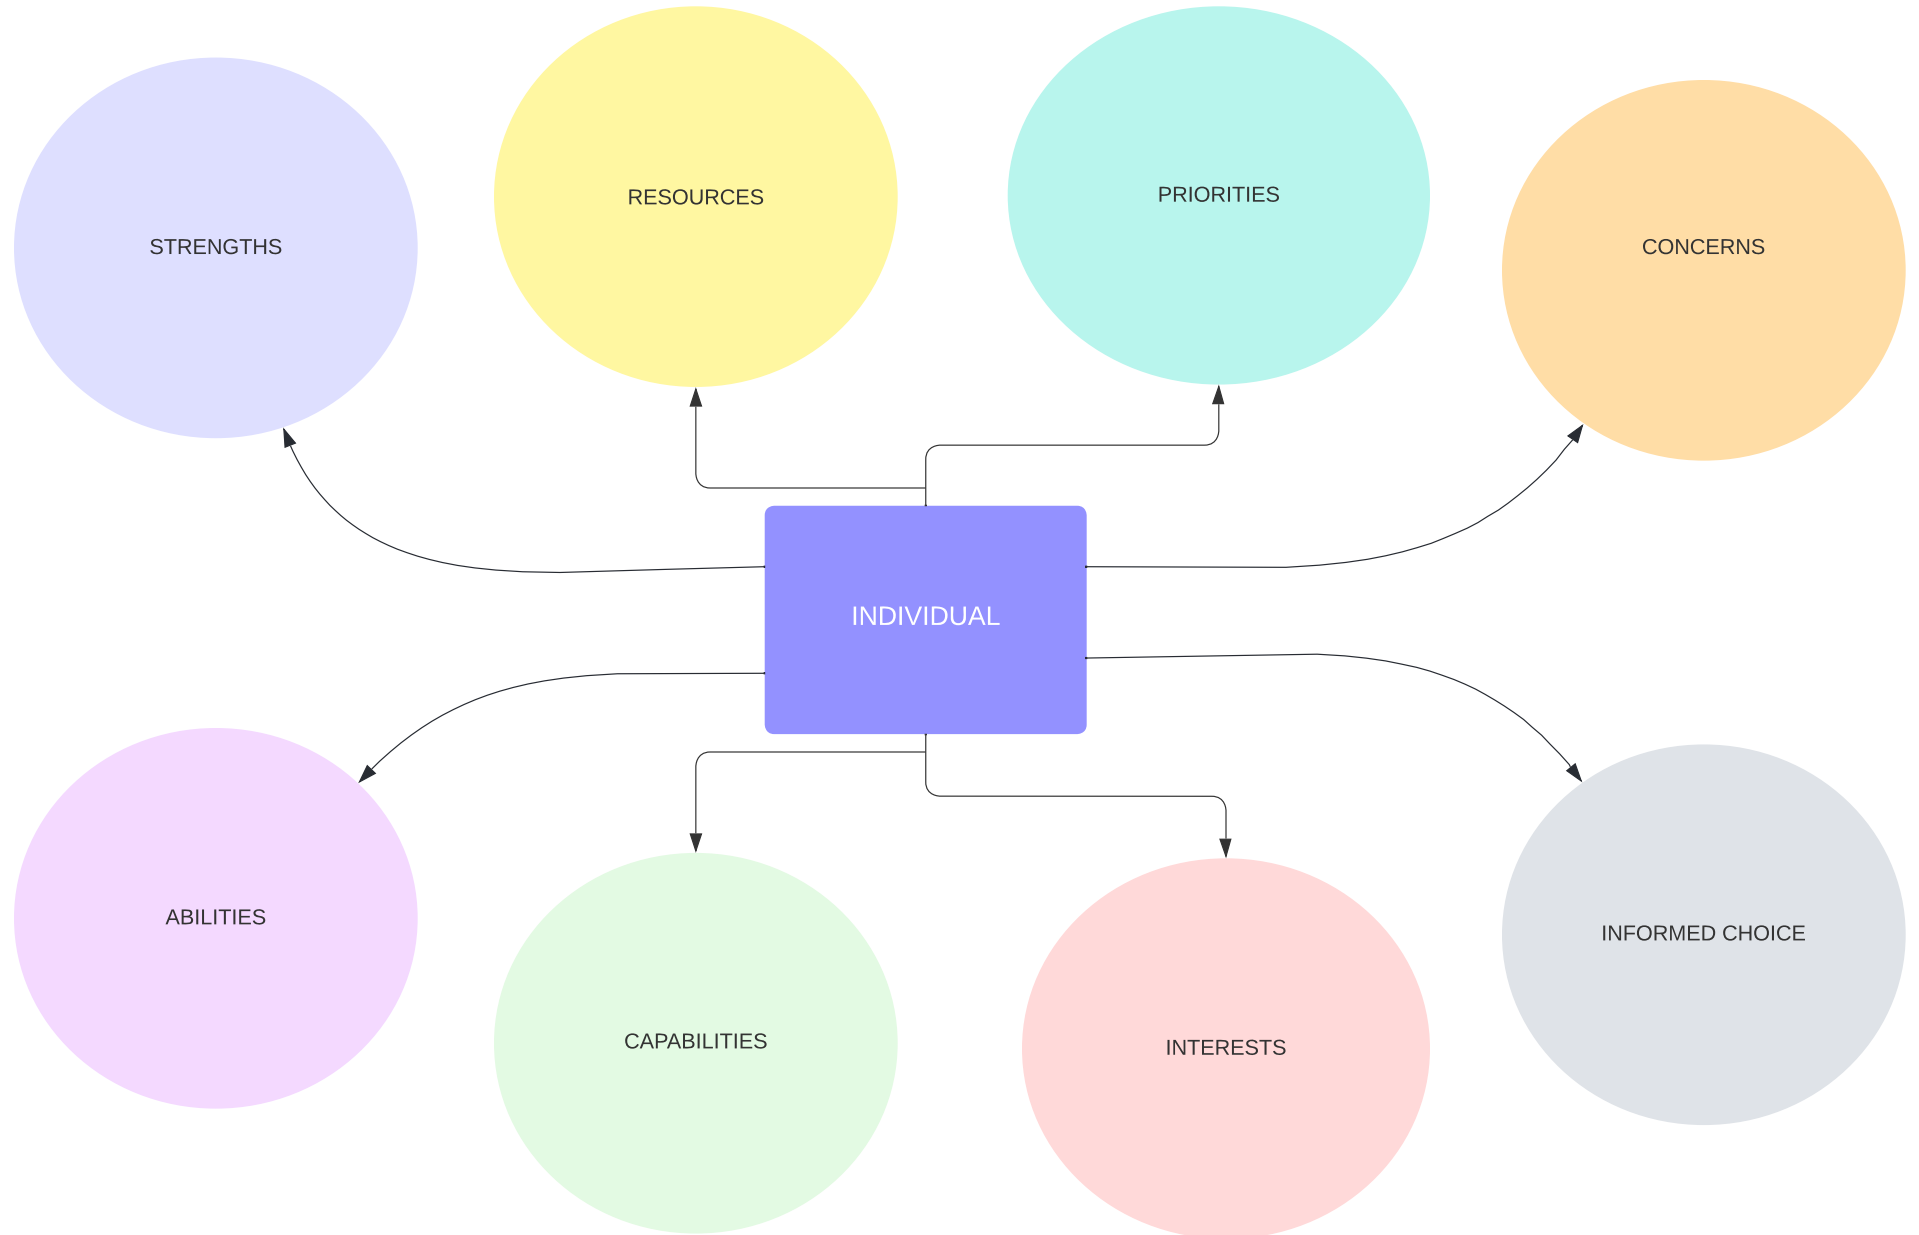 STRENGTHS
RESOURCES
PRIORITIES
CONCERNS
INDIVIDUAL
ABILITIES
CAPABILITIES
INTERESTS
INFORMED CHOICE